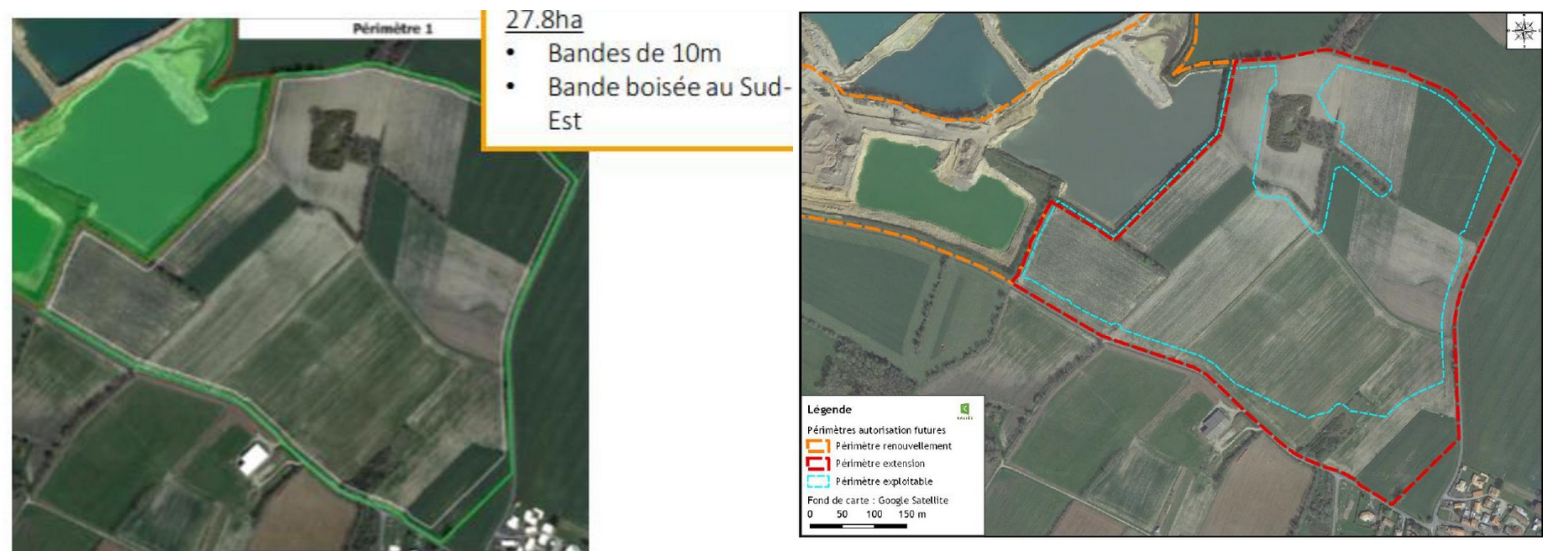 Périmètre 1
27.8ha
• Bandes de 10m
• Bande boisée au Sud-
Est
Légende
Périmètres autorisation futures
Périmètre renouvellement
Périmètre extension
Périmètre exploitable
Fond de carte : Google Satellite
0 50 100 150 m